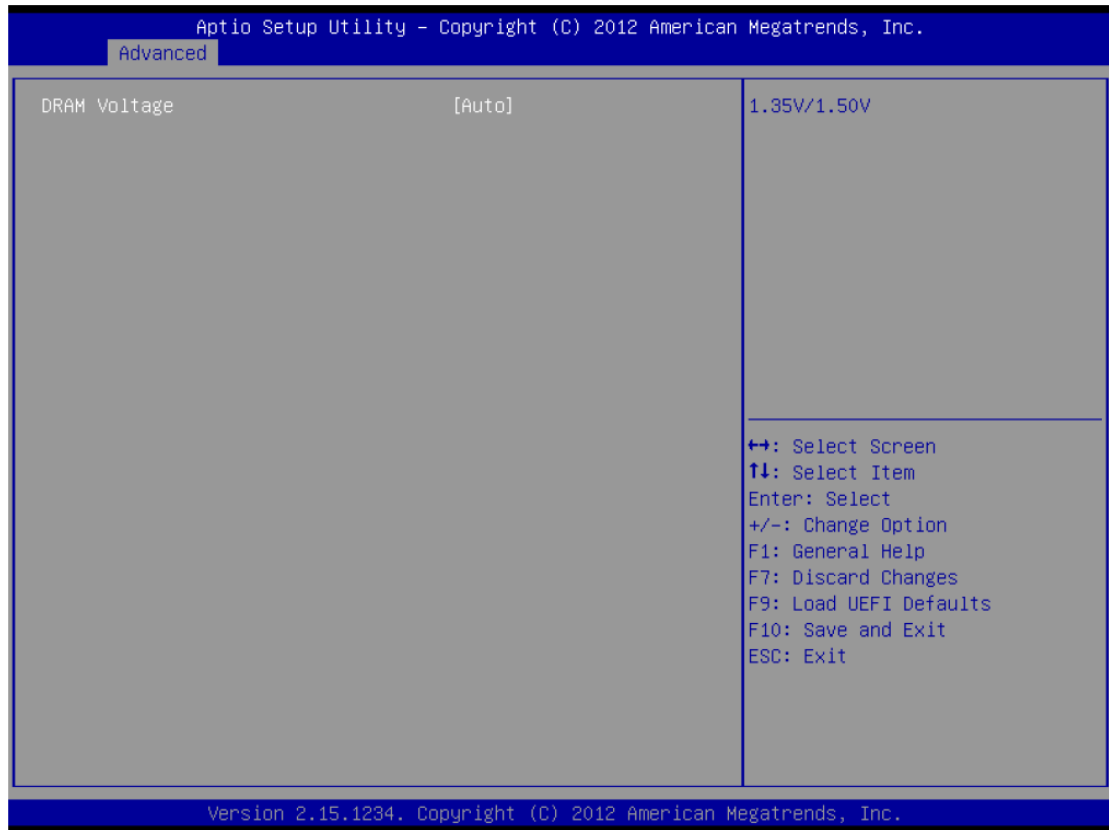 Aptio Setup Utility – Copyright (C) 2012 American Megatrends, Inc.
Advanced
DRAM Voltage [Auto]
1.35V/1.50V
↔: Select Screen
↑↓: Select Item
Enter: Select
+/-: Change Option
F1: General Help
F7: Discard Changes
F9: Load UEFI Defaults
F10: Save and Exit
ESC: Exit
Version 2.15.1234. Copyright (C) 2012 American Megatrends, Inc.